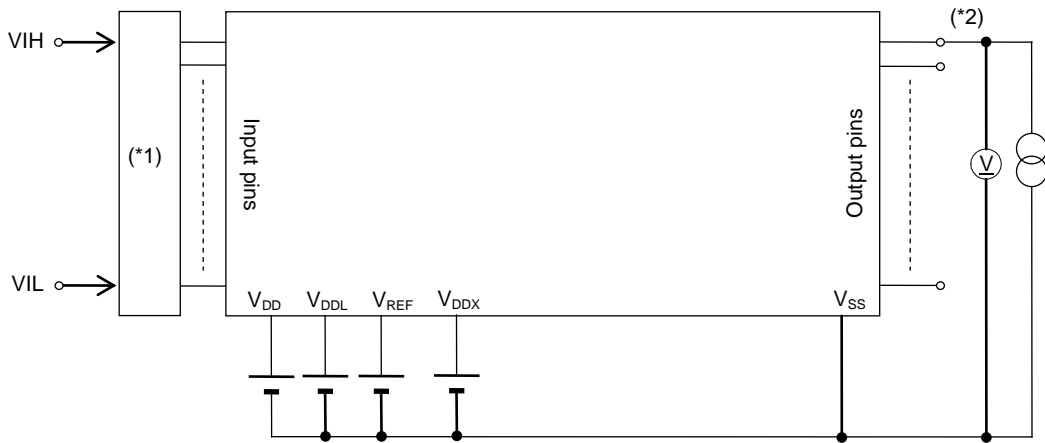 (*2)
VIH
(*1)
Input pins
Output pins
V
VIL
VDD
VDDL
VREF
VDDX
VSS